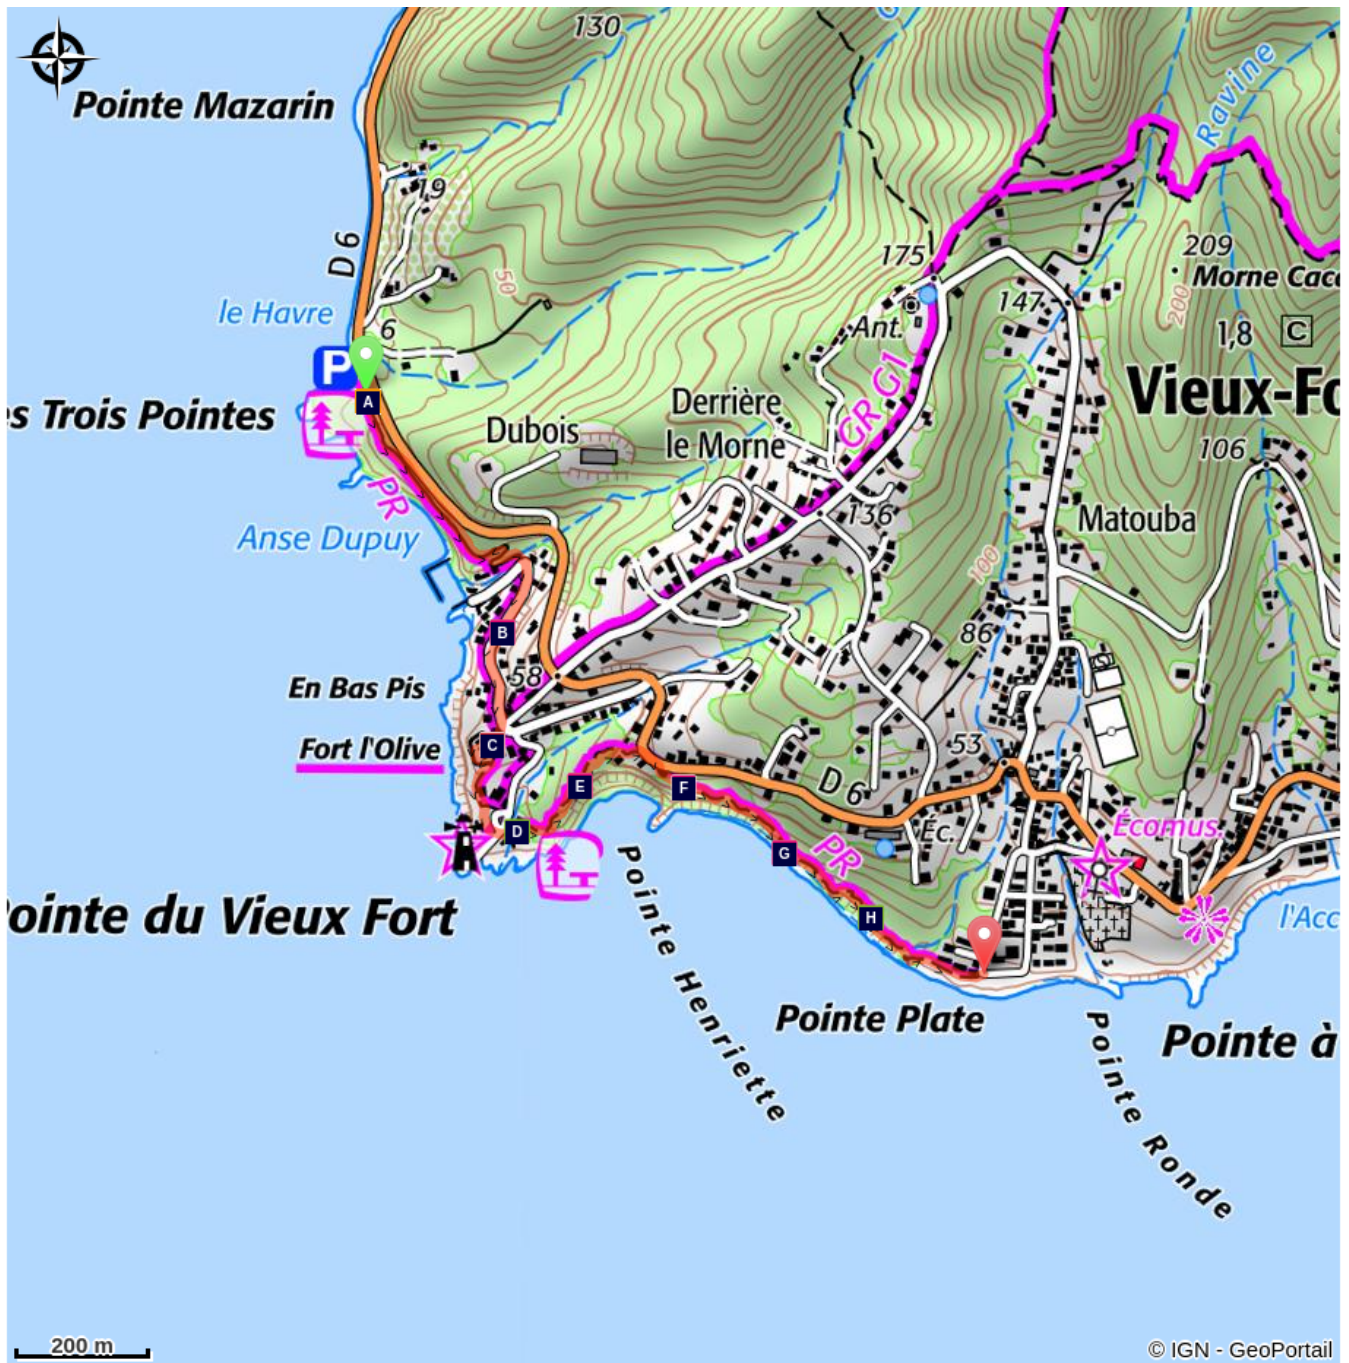 130
Pointe Mazarin
Ravine
19
D 6
175
209
Morne Cac
50
200
le Havre
6
147
Ant.
1,8 C
P
A
GR G1
Vieux-Fo
es Trois Pointes
Derrière
le Morne
Dubois
106
PR
136
Matouba
Anse Dupuy
100
B
86
58
En Bas Pis
C
Fort l'Olive
53
E
F
D 6
D
Éc.
Écomus.
G
PR
H
Pointe du Vieux Fort
l'Acc
Pointe Henriette
Pointe Plate
Pointe à
Pointe Ronde
200 m
© IGN - GeoPortail